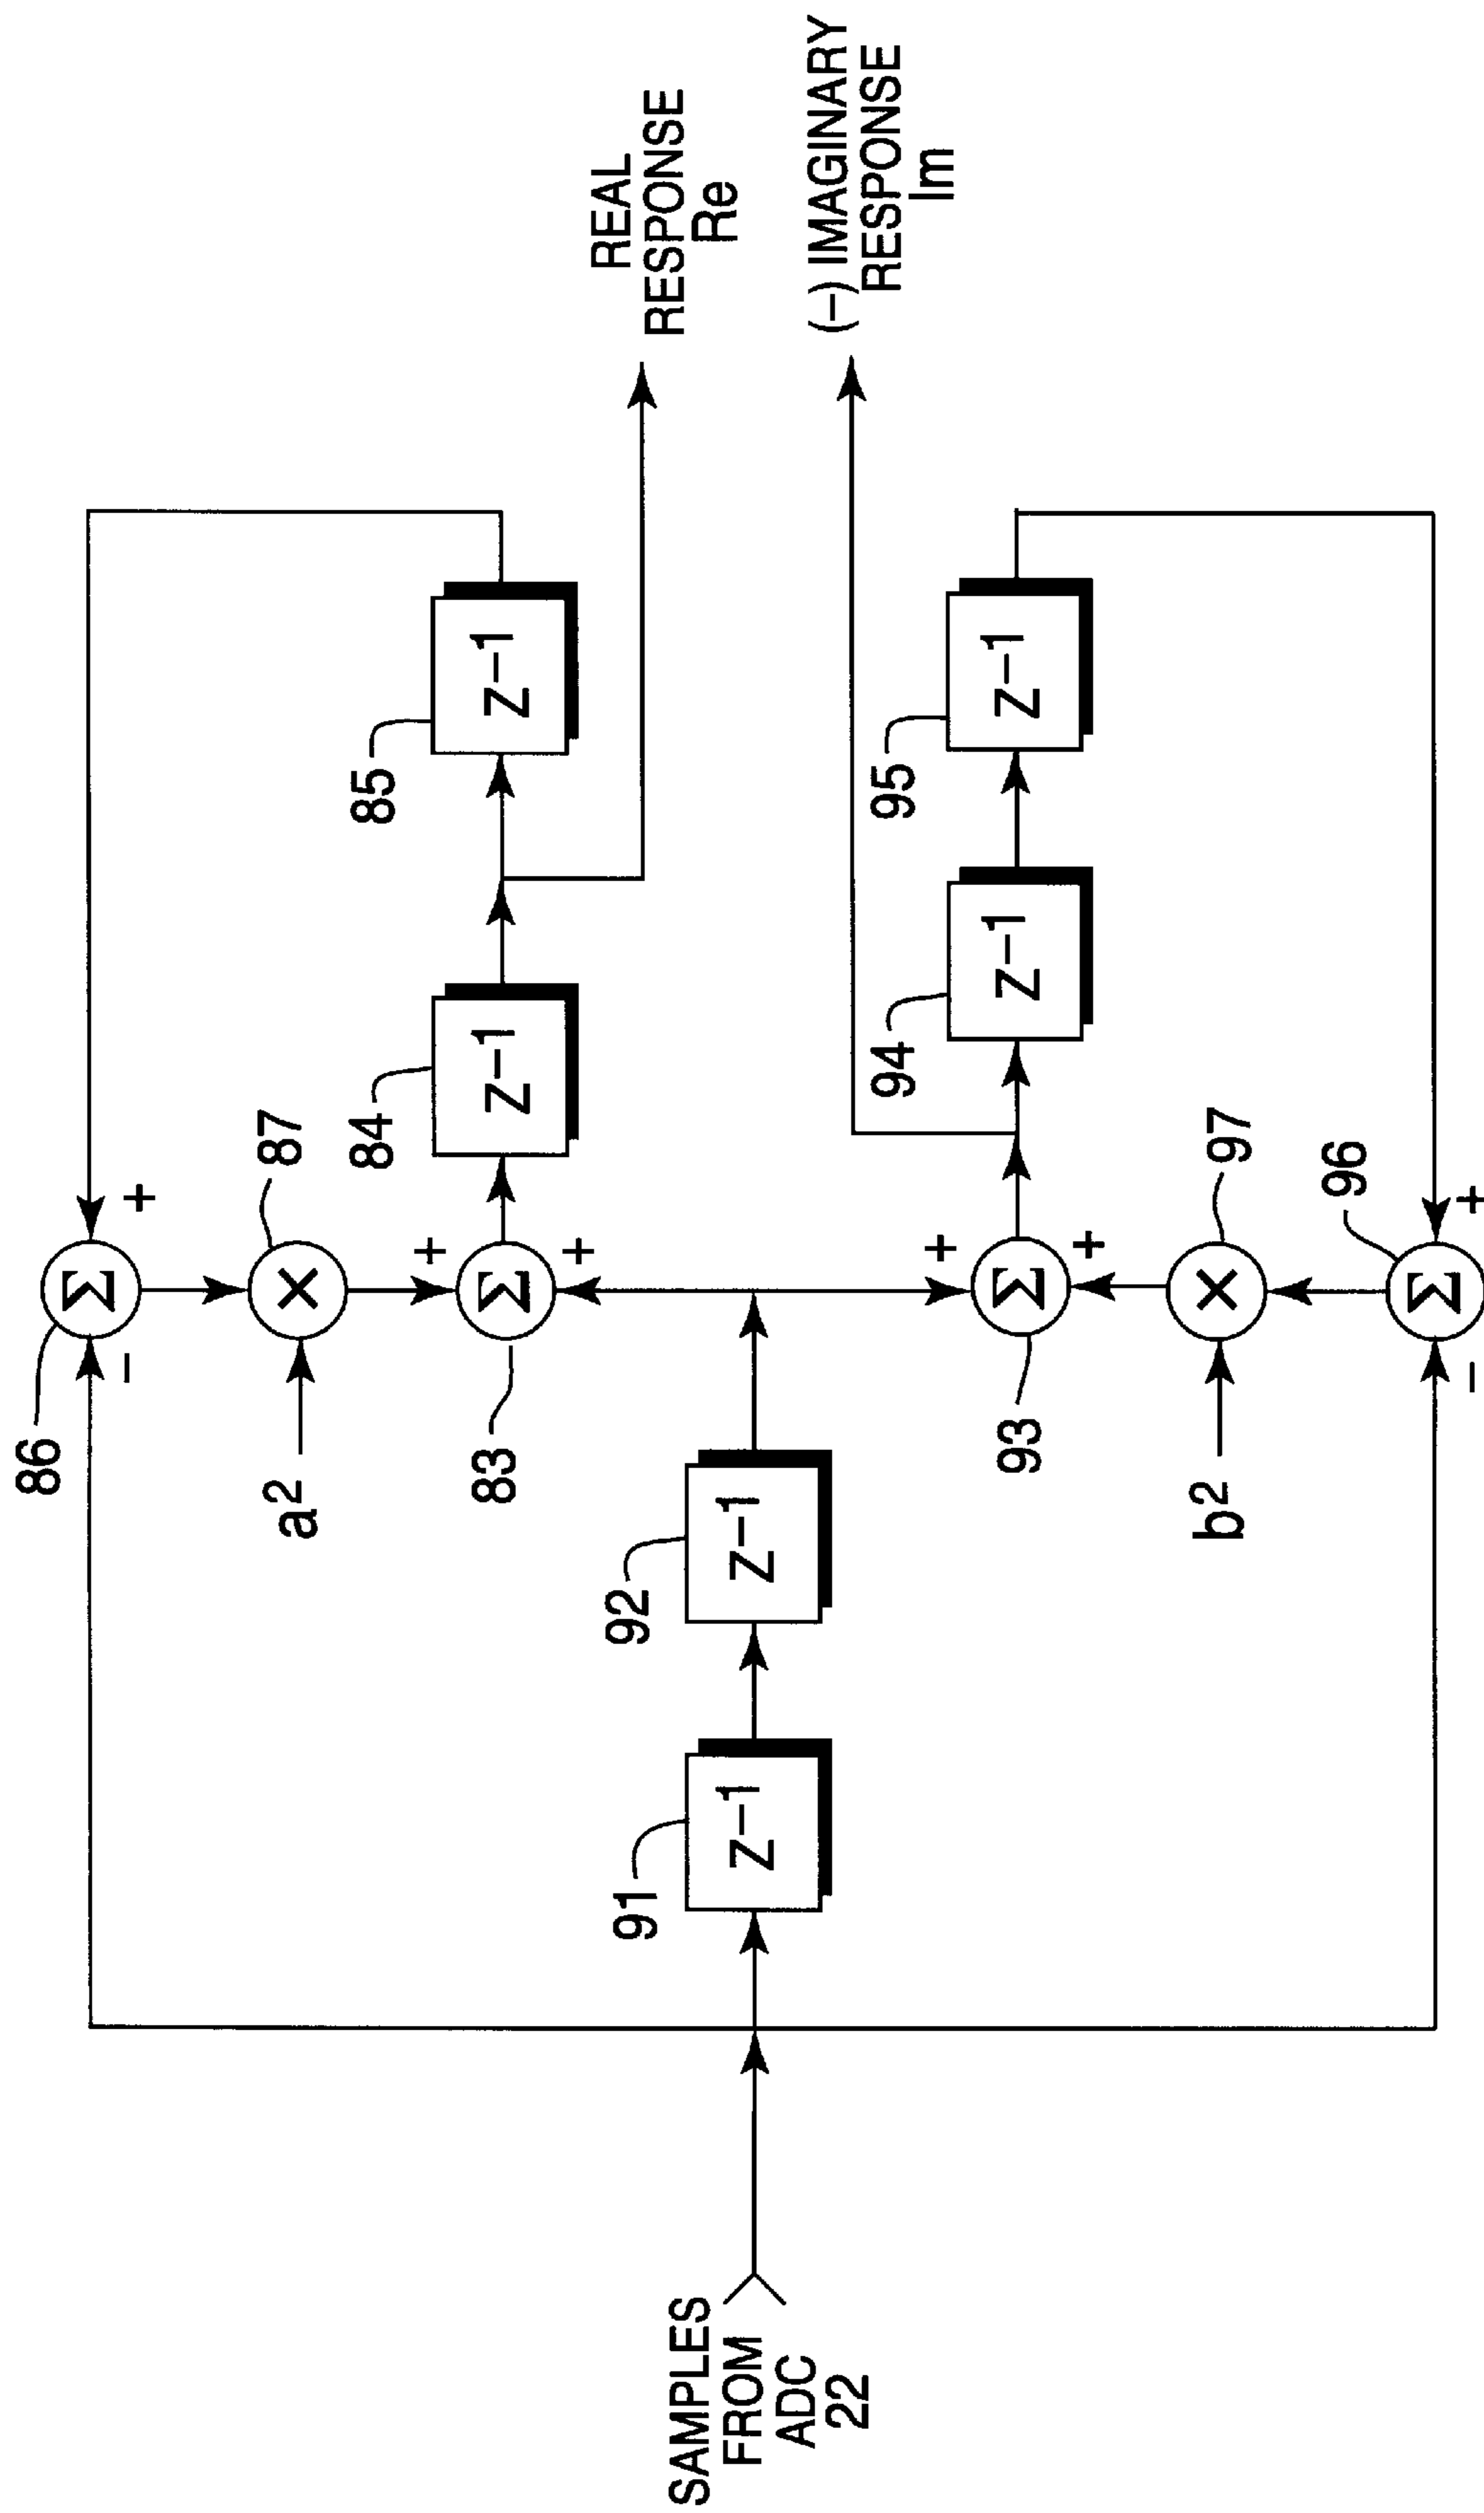 86
+
−
Σ
87
×
a²
+
83
Σ
+
84
z⁻¹
85
z⁻¹
REAL
RESPONSE
Re
SAMPLES
FROM
ADC
22
91
z⁻¹
92
z⁻¹
(−) IMAGINARY
RESPONSE
Im
+
93
Σ
+
94
z⁻¹
95
z⁻¹
97
×
b²
96
Σ
+
−